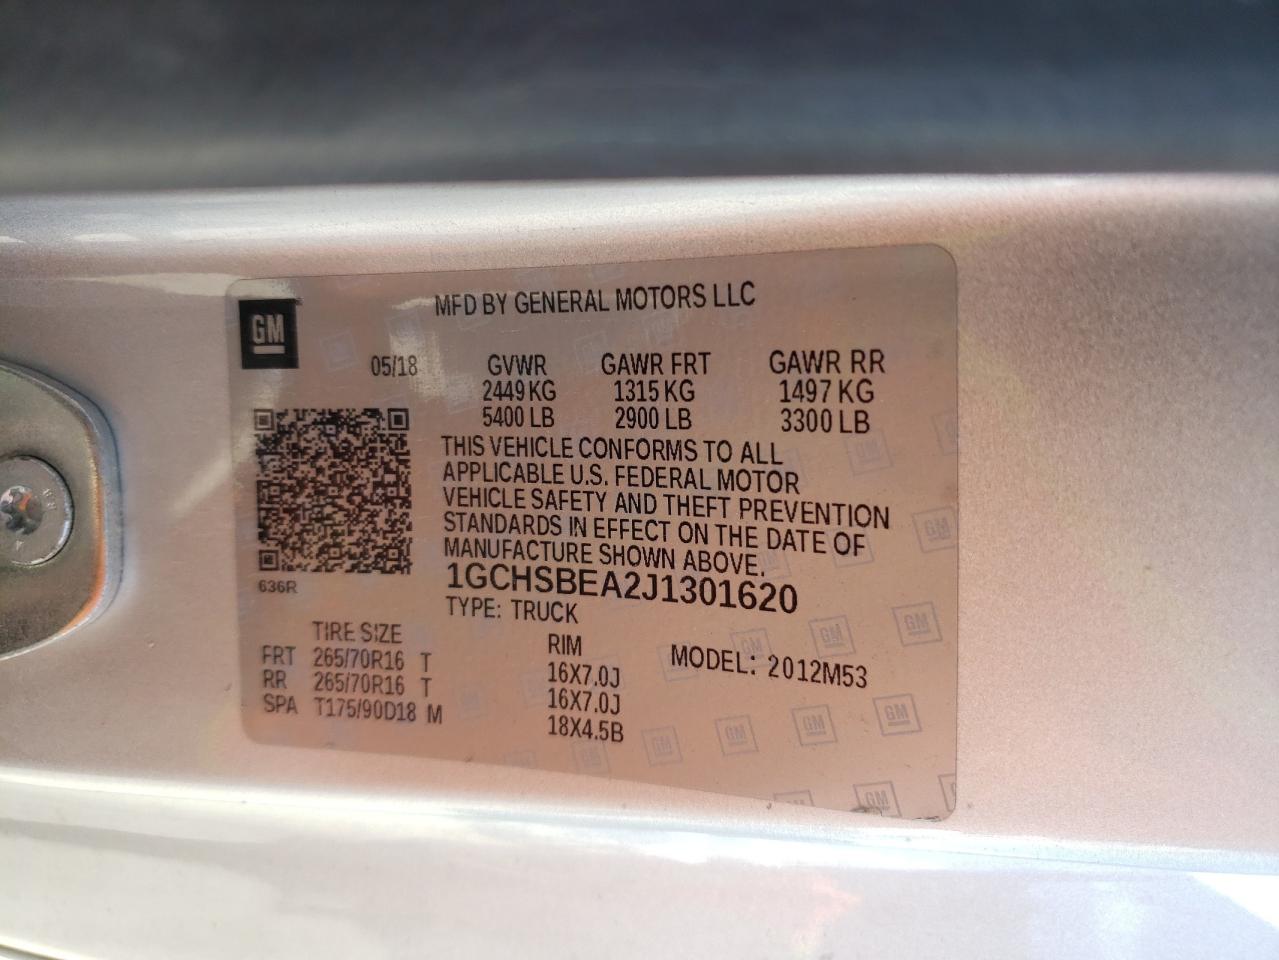 MFD BY GENERAL MOTORS LLC
GM
05/18 GVWR GAWR FRT GAWR RR
2449 KG 1315 KG 1497 KG
5400 LB 2900 LB 3300 LB
THIS VEHICLE CONFORMS TO ALL
APPLICABLE U.S. FEDERAL MOTOR
VEHICLE SAFETY AND THEFT PREVENTION
STANDARDS IN EFFECT ON THE DATE OF
MANUFACTURE SHOWN ABOVE.
636R
1GCHSBEA2J1301620
TYPE: TRUCK
TIRE SIZE RIM
FRT 265/70R16 T 16X7.0J
RR 265/70R16 T 16X7.0J
SPA T175/90D18 M 18X4.5B
MODEL: 2012M53